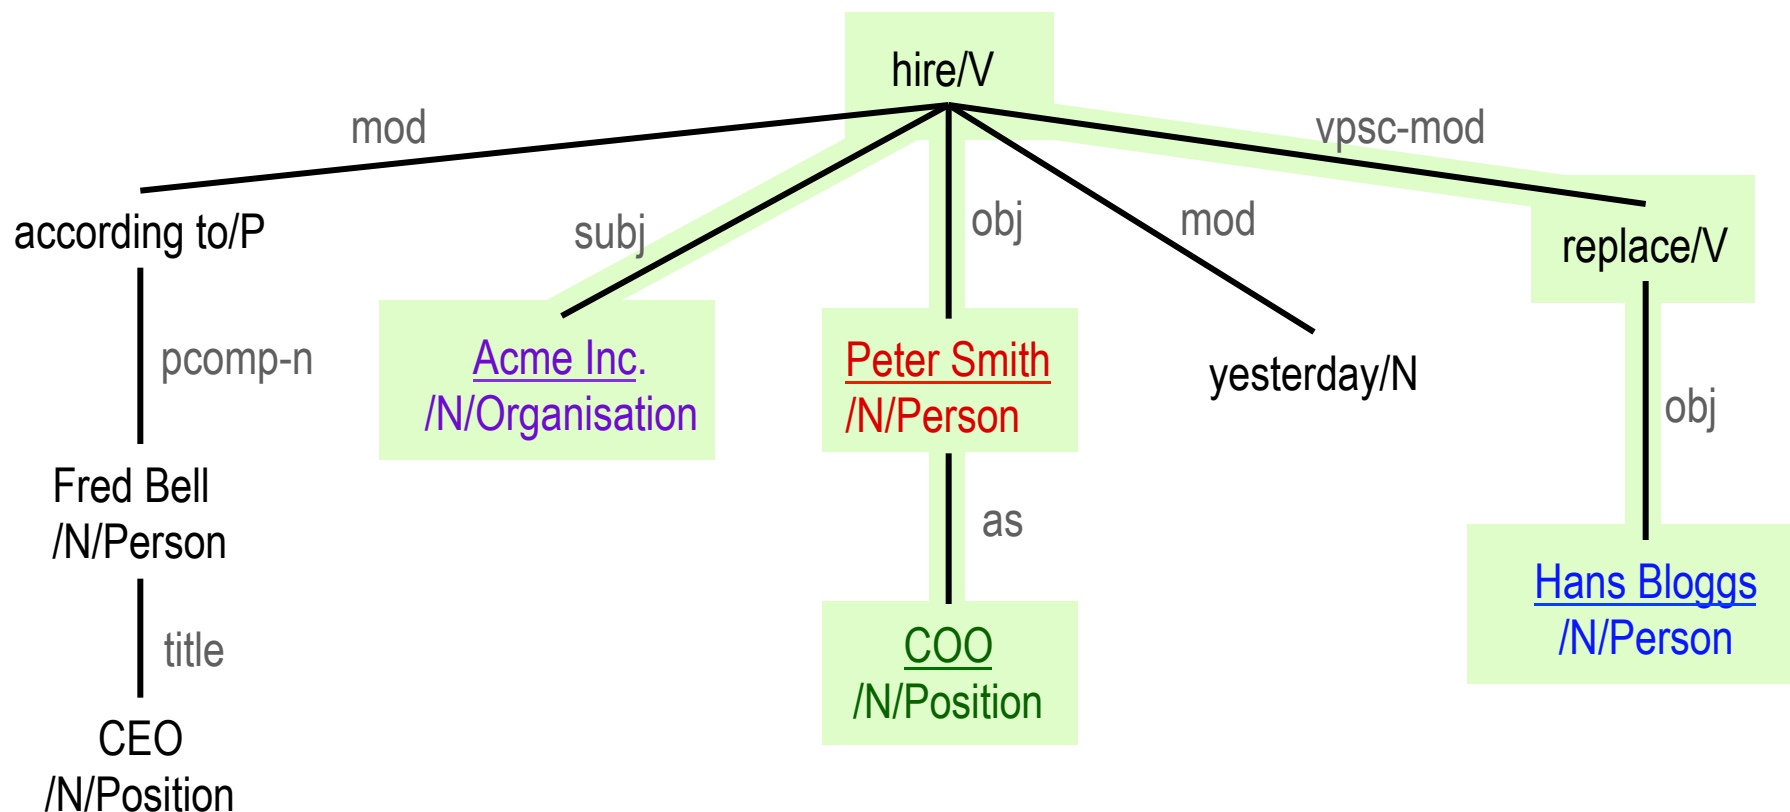 hire/V
mod
vpsc-mod
subj
obj
mod
according to/P
replace/V
pcomp-n
Acme Inc.
/N/Organisation
Peter Smith
/N/Person
yesterday/N
obj
Fred Bell
/N/Person
as
Hans Bloggs
/N/Person
title
COO
/N/Position
CEO
/N/Position